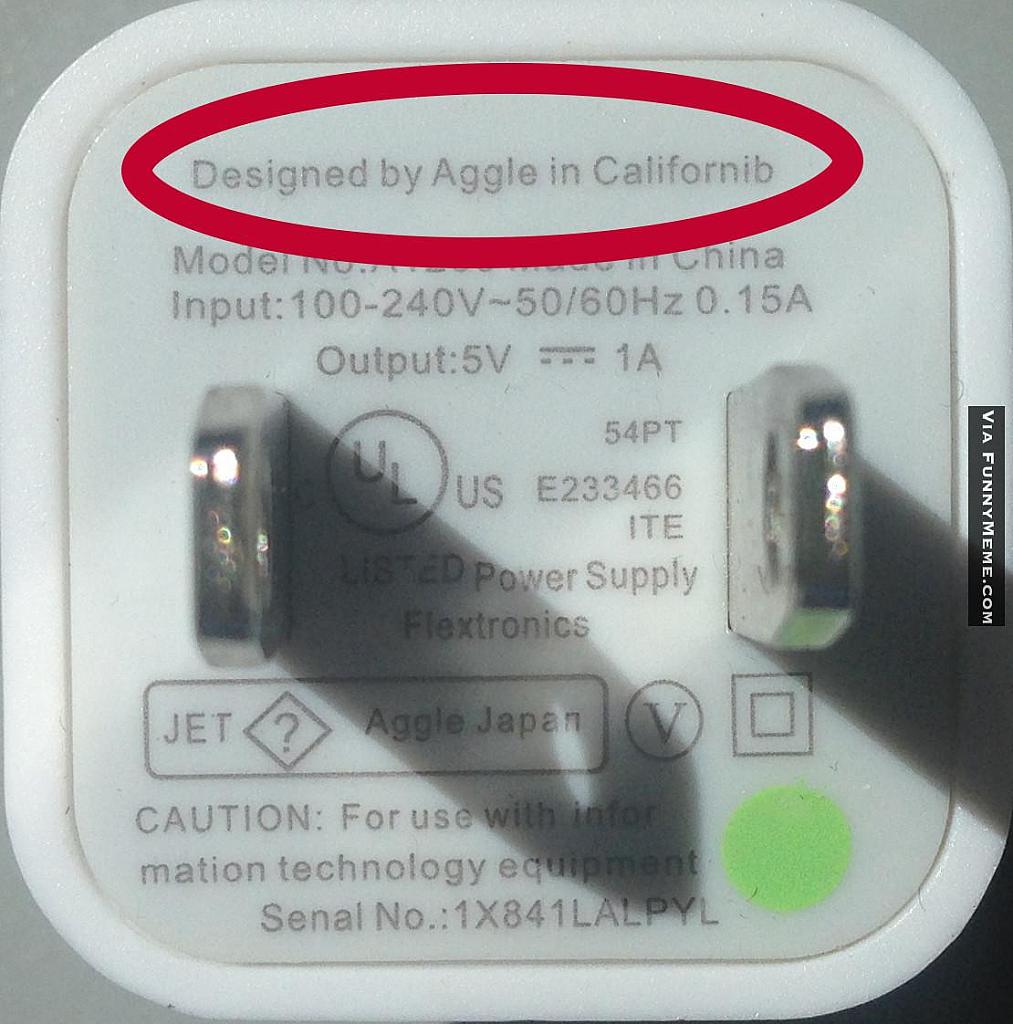 Designed by Aggle in Californib
Model No.: Made in China
Input:100-240V~50/60Hz 0.15A
Output:5V 1A
UL US 54PT
E233466
ITE
LISTED Power Supply
Flextronics
JET ? Aggle Japan V
CAUTION: For use with infor
mation technology equipment
Senal No.:1X841LALPYL
VIA FUNNYMEME.COM